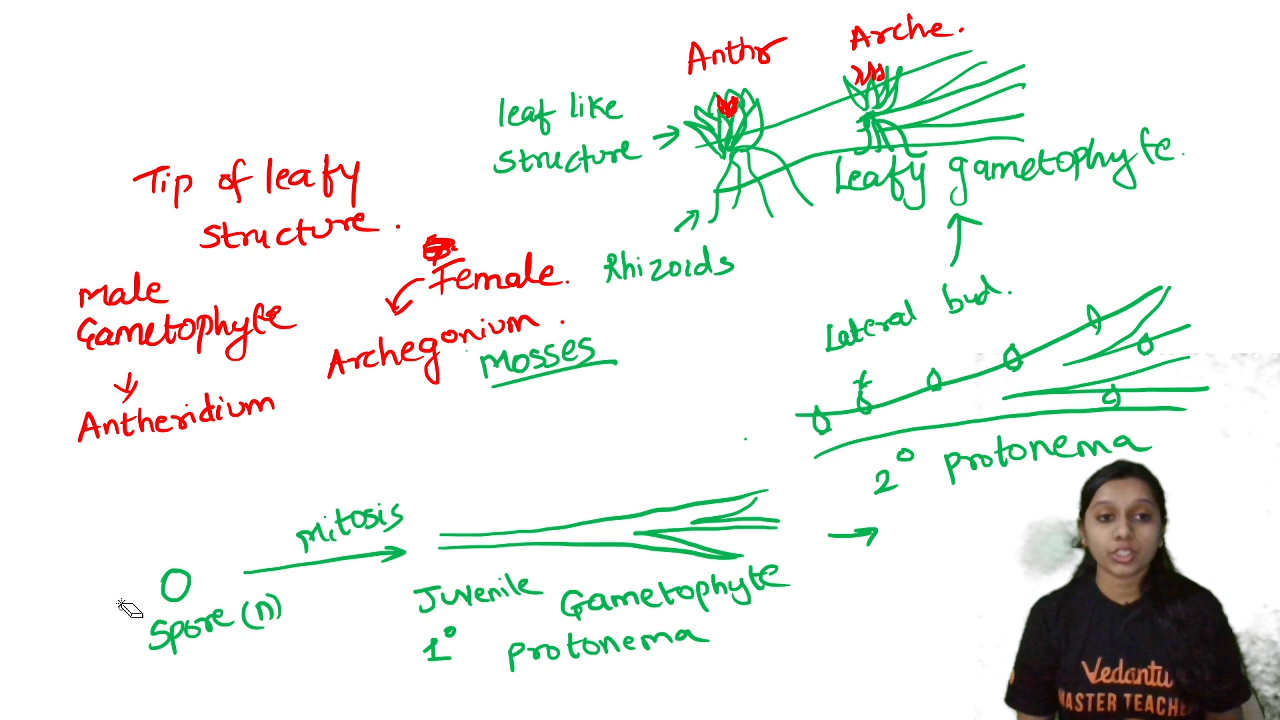 Anthr
Arche.
leaf like
structure
Leafy gametophyte.
Rhizoids
Tip of leafy
structure.
Male
Gametophyte
Antheridium
Female.
Archegonium.
Mosses
Lateral bud.
2° protonema
Mitosis
Spore (n)
Juvenile Gametophyte
1° protonema
Vedantu
MASTER TEACHE